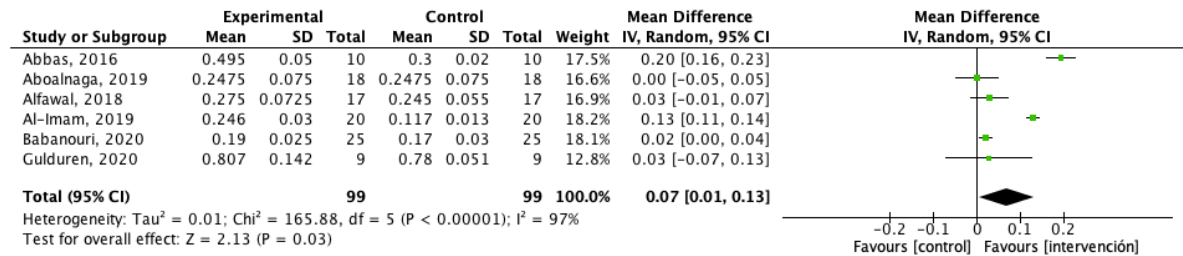 Experimental Control Mean Difference Mean Difference
Study or Subgroup Mean SD Total Mean SD Total Weight IV, Random, 95% CI IV, Random, 95% CI
Abbas, 2016 0.495 0.05 10 0.3 0.02 10 17.5% 0.20 [0.16, 0.23]
Aboalnaga, 2019 0.2475 0.075 18 0.2475 0.075 18 16.6% 0.00 [-0.05, 0.05]
Alfawal, 2018 0.275 0.0725 17 0.245 0.055 17 16.9% 0.03 [-0.01, 0.07]
Al-Imam, 2019 0.246 0.03 20 0.117 0.013 20 18.2% 0.13 [0.11, 0.14]
Babanouri, 2020 0.19 0.025 25 0.17 0.03 25 18.1% 0.02 [0.00, 0.04]
Gulduren, 2020 0.807 0.142 9 0.78 0.051 9 12.8% 0.03 [-0.07, 0.13]
Total (95% CI) 99 99 100.0% 0.07 [0.01, 0.13]
Heterogeneity: Tau² = 0.01; Chi² = 165.88, df = 5 (P < 0.00001); I² = 97%
Test for overall effect: Z = 2.13 (P = 0.03)
-0.2 -0.1 0 0.1 0.2
Favours [control] Favours [intervención]